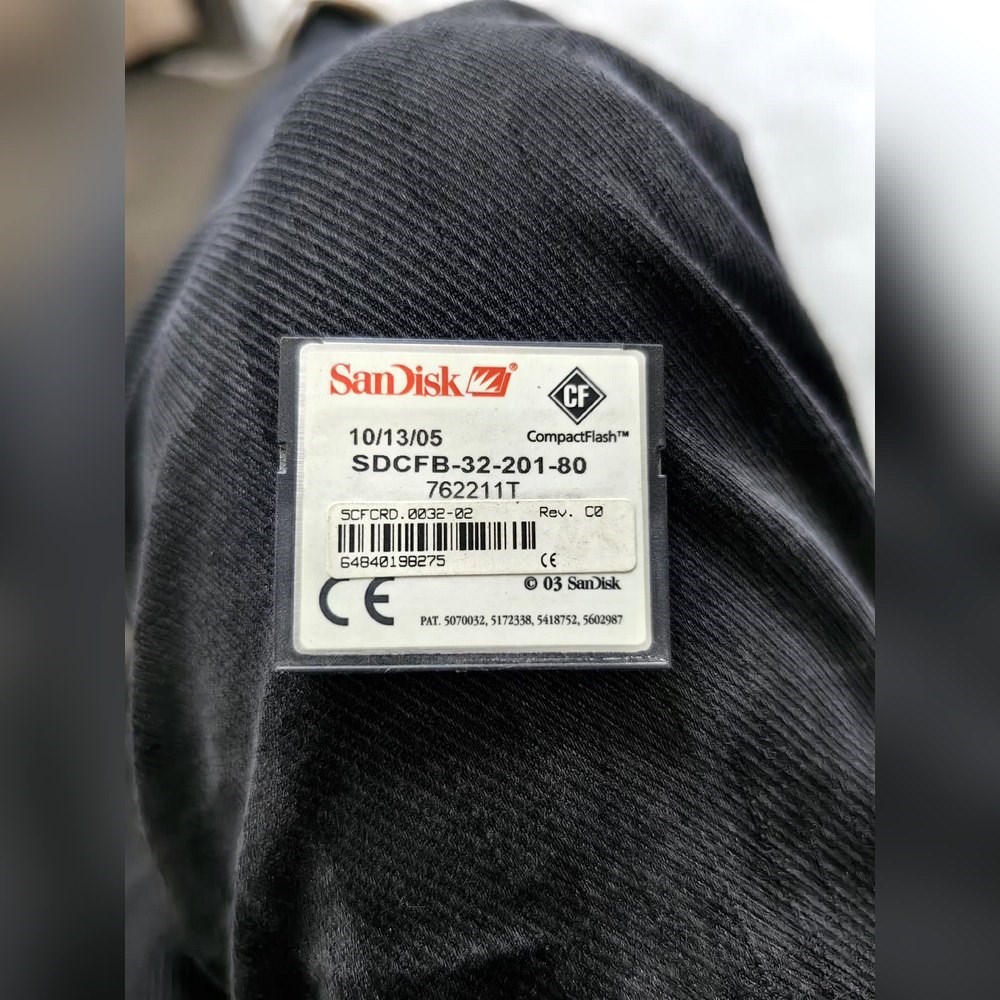 SanDisk®
CF
CompactFlash™
10/13/05
SDCFB-32-201-80
762211T
5CFCRD.0032-02 Rev. C0
64840198275 CE
© 03 SanDisk
CE
PAT. 5070032, 5172338, 5418752, 5602987